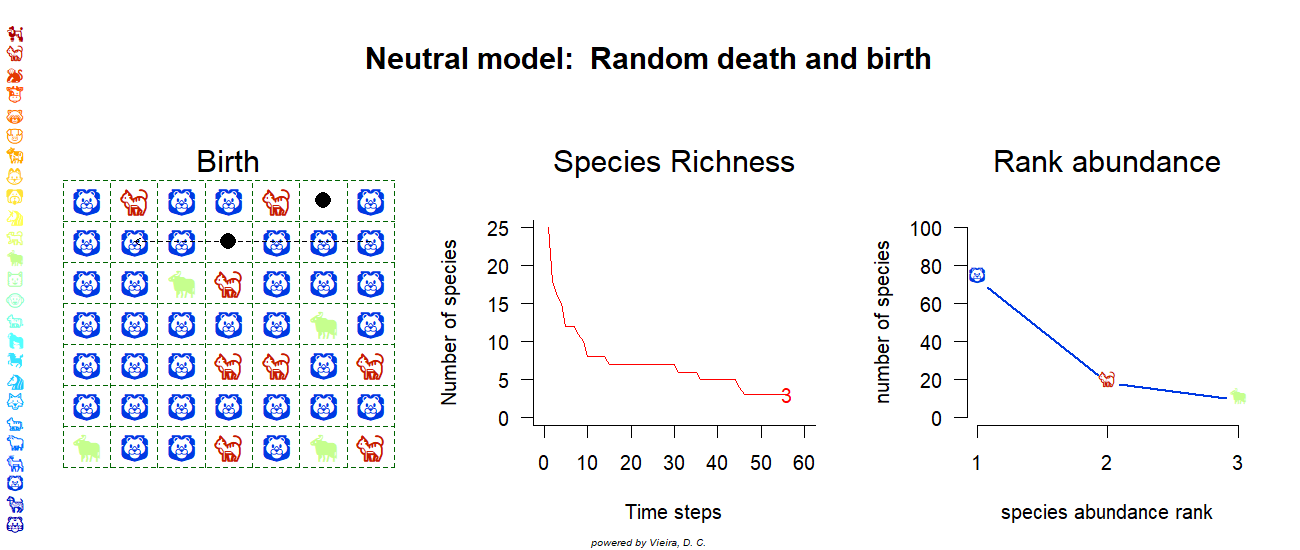 Neutral model:  Random death and birth
Birth
Species Richness
Number of species
25
20
15
10
5
0
3
0 10 20 30 40 50 60
Time steps
Rank abundance
number of species
100
80
60
40
20
0
1 2 3
species abundance rank
powered by Vieira, D. C.